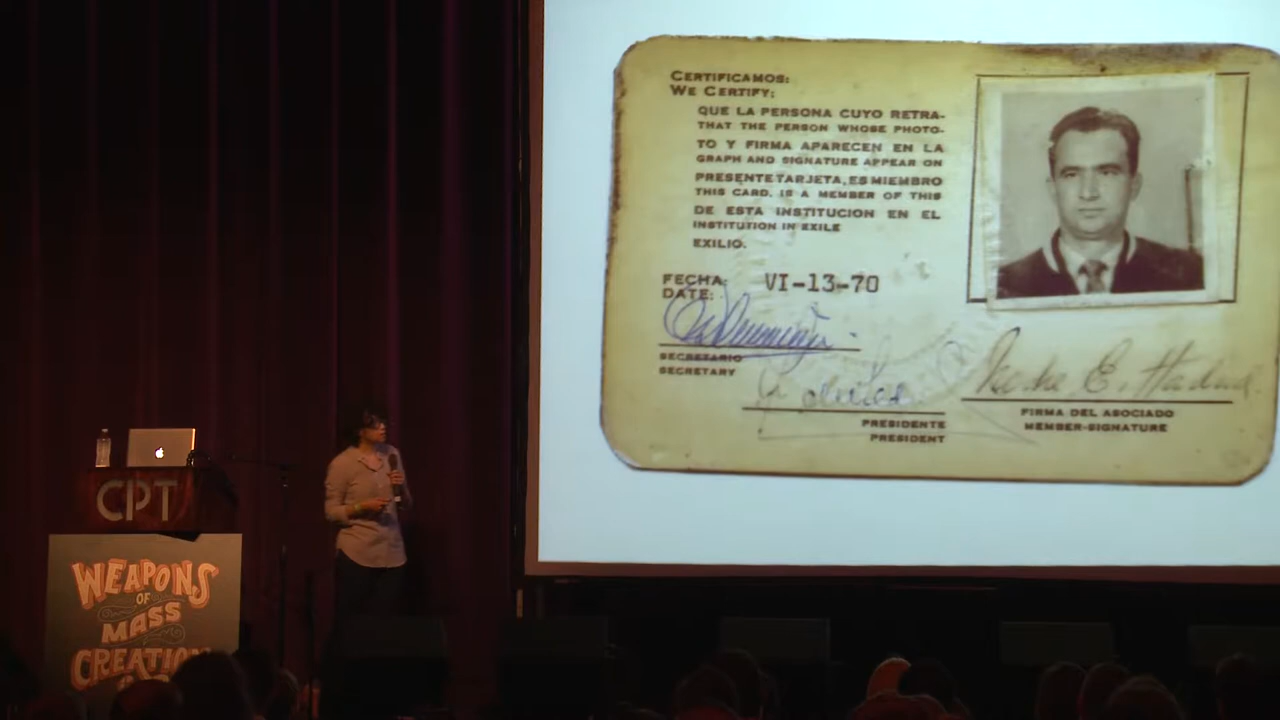 CERTIFICAMOS:
WE CERTIFY:
QUE LA PERSONA CUYO RETRA-
THAT THE PERSON WHOSE PHOTO-
TO Y FIRMA APARECEN EN LA
GRAPH AND SIGNATURE APPEAR ON
PRESENTE TARJETA, ES MIEMBRO
THIS CARD, IS A MEMBER OF THIS
DE ESTA INSTITUCION EN EL
INSTITUTION IN EXILE
EXILIO.
FECHA: VI-13-70
DATE:
SECRETARIO
SECRETARY
PRESIDENTE
PRESIDENT
E. Hadad
FIRMA DEL ASOCIADO
MEMBER-SIGNATURE
CPT
WEAPONS
OF
MASS
CREATION